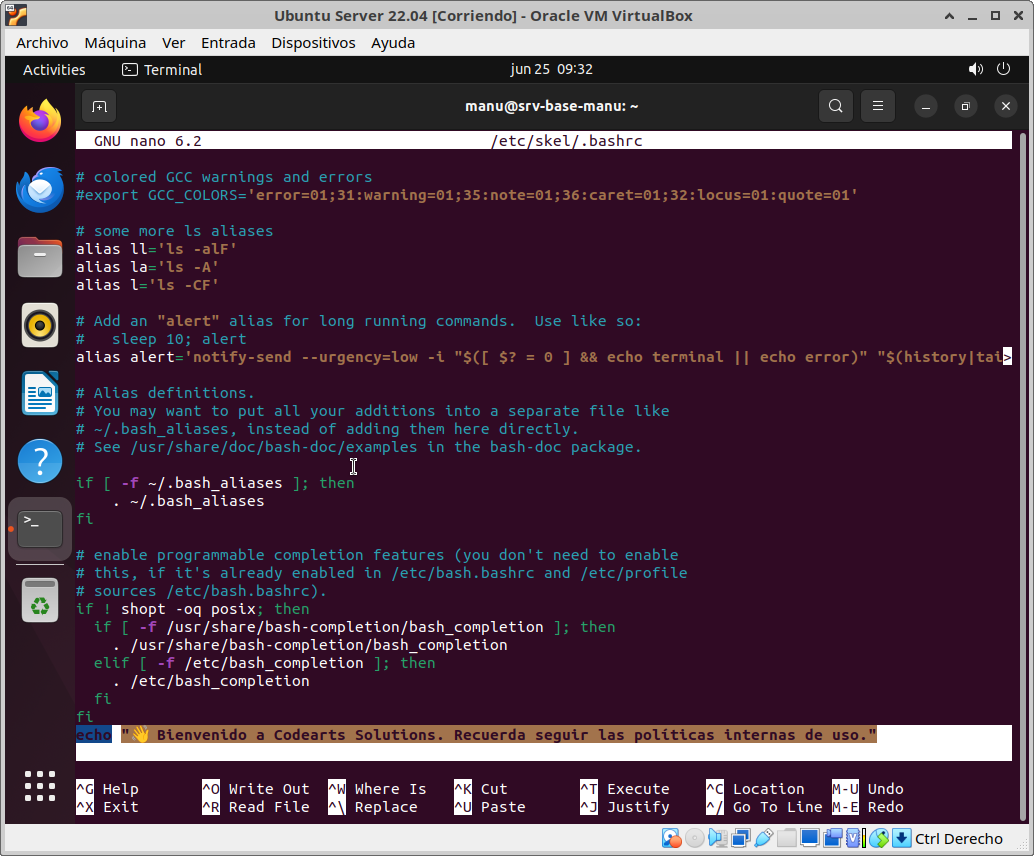 Ubuntu Server 22.04 [Corriendo] - Oracle VM VirtualBox
Archivo Máquina Ver Entrada Dispositivos Ayuda
Activities Terminal jun 25 09:32
manu@srv-base-manu: ~
GNU nano 6.2 /etc/skel/.bashrc
# colored GCC warnings and errors
#export GCC_COLORS='error=01;31:warning=01;35:note=01;36:caret=01;32:locus=01:quote=01'
# some more ls aliases
alias ll='ls -alF'
alias la='ls -A'
alias l='ls -CF'
# Add an "alert" alias for long running commands.  Use like so:
#   sleep 10; alert
alias alert='notify-send --urgency=low -i "$([ $? = 0 ] && echo terminal || echo error)" "$(history|tai>
# Alias definitions.
# You may want to put all your additions into a separate file like
# ~/.bash_aliases, instead of adding them here directly.
# See /usr/share/doc/bash-doc/examples in the bash-doc package.
if [ -f ~/.bash_aliases ]; then
    . ~/.bash_aliases
fi
# enable programmable completion features (you don't need to enable
# this, if it's already enabled in /etc/bash.bashrc and /etc/profile
# sources /etc/bash.bashrc).
if ! shopt -oq posix; then
  if [ -f /usr/share/bash-completion/bash_completion ]; then
    . /usr/share/bash-completion/bash_completion
  elif [ -f /etc/bash_completion ]; then
    . /etc/bash_completion
  fi
fi
echo "👋 Bienvenido a Codearts Solutions. Recuerda seguir las políticas internas de uso."
^G Help ^O Write Out ^W Where Is ^K Cut ^T Execute ^C Location M-U Undo
^X Exit ^R Read File ^\ Replace ^U Paste ^J Justify ^/ Go To Line M-E Redo
Ctrl Derecho